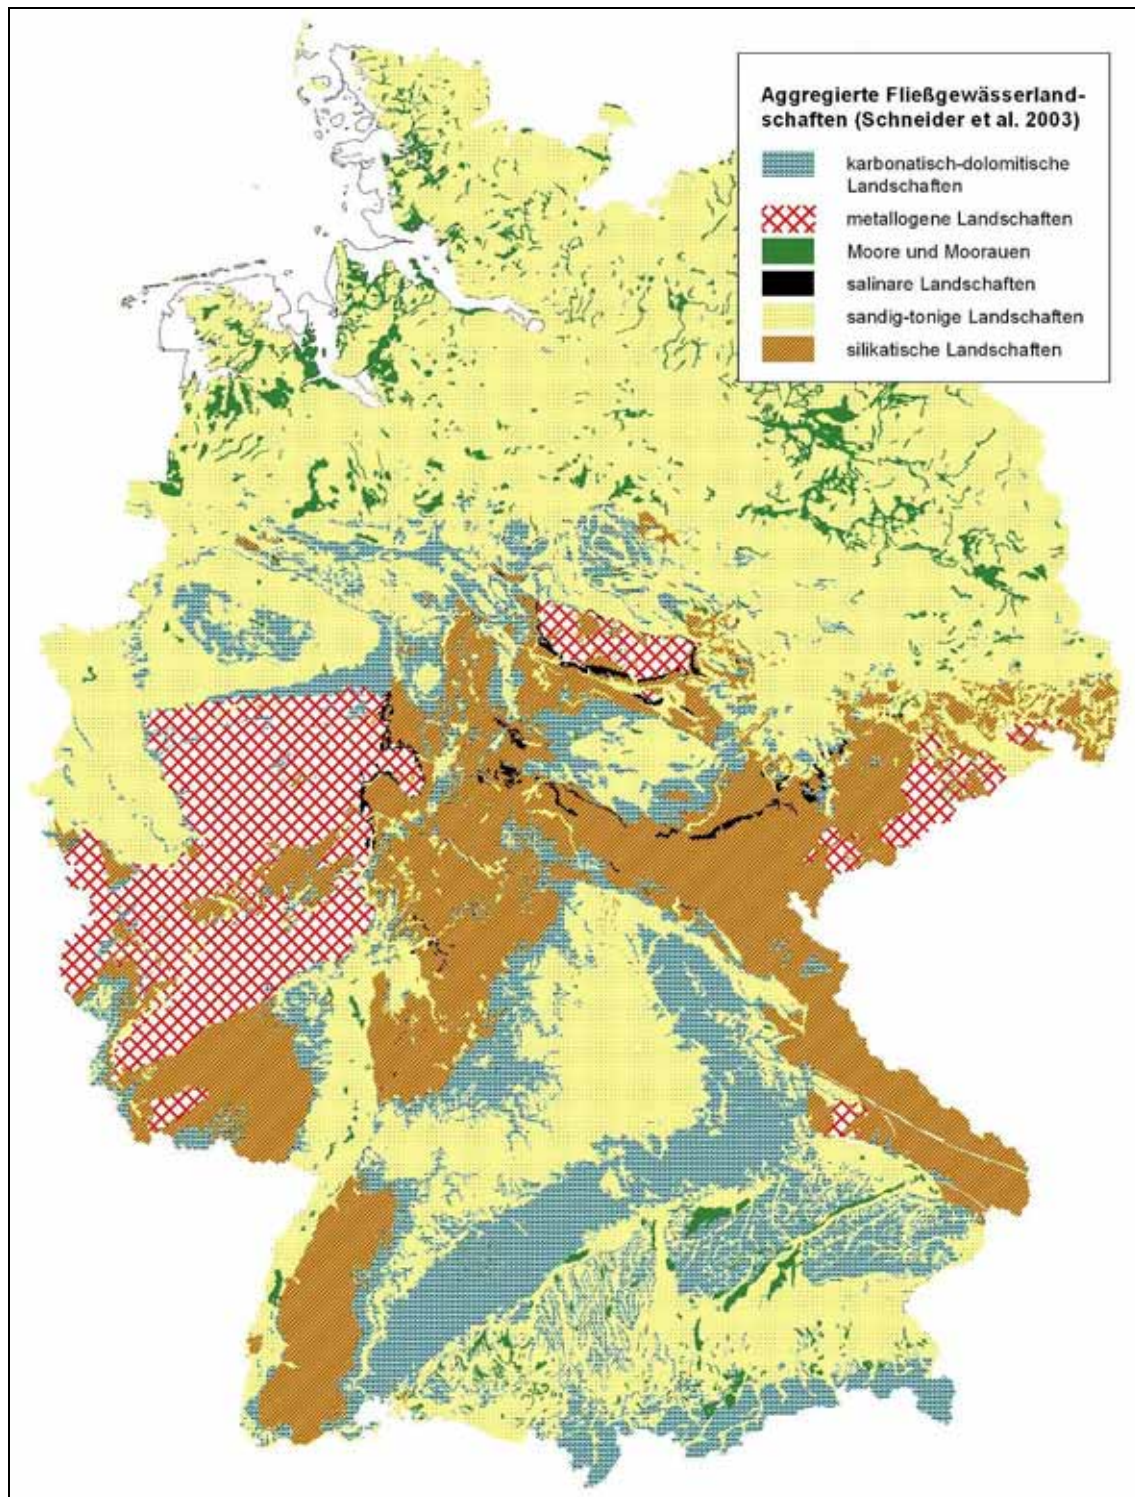 Aggregierte Fließgewässerland-
schaften (Schneider et al. 2003)
karbonatisch-dolomitische
Landschaften
metallogene Landschaften
Moore und Moorauen
salinare Landschaften
sandig-tonige Landschaften
silikatische Landschaften